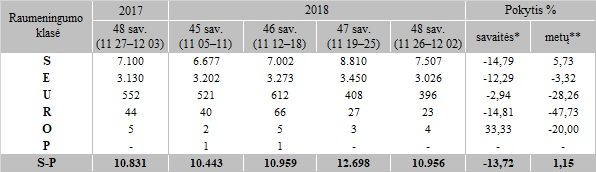 Raumeningumo klasė 2017 2018 Pokytis %
48 sav. (11 27–12 03) 45 sav. (11 05–11) 46 sav. (11 12–18) 47 sav. (11 19–25) 48 sav. (11 26–12 02) savaitės* metų**
S 7.100 6.677 7.002 8.810 7.507 -14,79 5,73
E 3.130 3.202 3.273 3.450 3.026 -12,29 -3,32
U 552 521 612 408 396 -2,94 -28,26
R 44 40 66 27 23 -14,81 -47,73
O 5 2 5 3 4 33,33 -20,00
P - 1 1 - - - -
S-P 10.831 10.443 10.959 12.698 10.956 -13,72 1,15